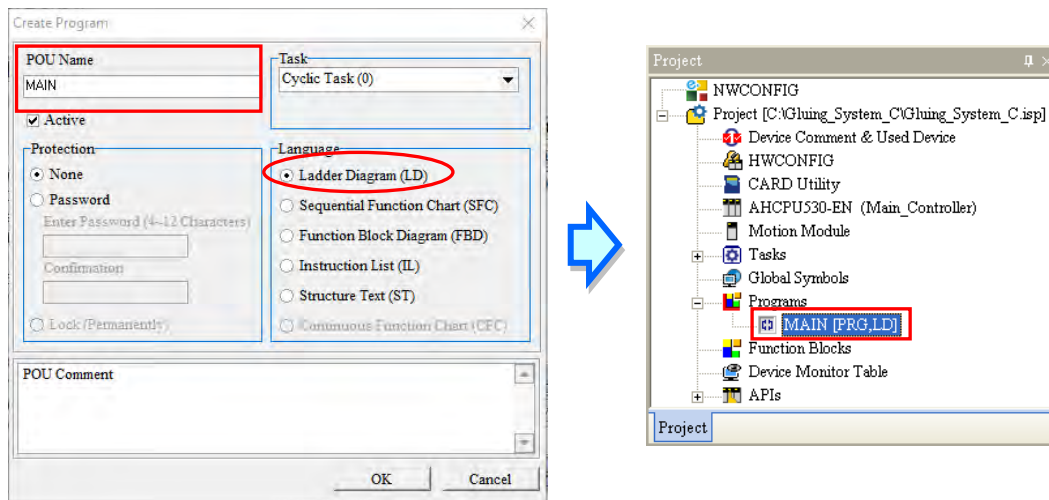 Create Program
POU Name
MAIN
Active
Task
Cyclic Task (0)
Protection
None
Password
Enter Password (4~12 Characters)
Confirmation
Lock (Permanently)
Language
Ladder Diagram (LD)
Sequential Function Chart (SFC)
Function Block Diagram (FBD)
Instruction List (IL)
Structure Text (ST)
Continuous Function Chart (CFC)
POU Comment
OK
Cancel
Project
NWCONFIG
Project [C:\Gluing_System_C\Gluing_System_C.isp]
Device Comment & Used Device
HWCONFIG
CARD Utility
AHCPU530-EN (Main_Controller)
Motion Module
Tasks
Global Symbols
Programs
MAIN [PRG,LD]
Function Blocks
Device Monitor Table
APIs
Project